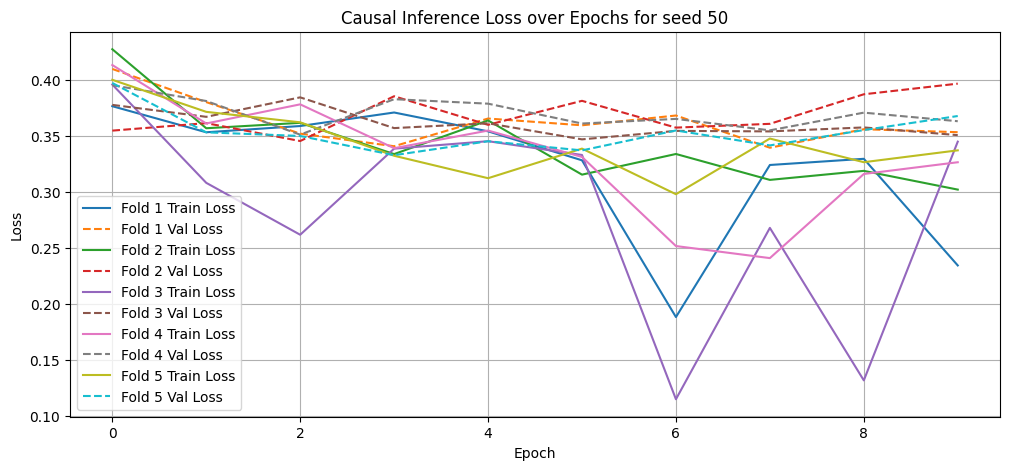 Causal Inference Loss over Epochs for seed 50
Loss
0.40
0.35
0.30
0.25
0.20
0.15
0.10
Fold 1 Train Loss
Fold 1 Val Loss
Fold 2 Train Loss
Fold 2 Val Loss
Fold 3 Train Loss
Fold 3 Val Loss
Fold 4 Train Loss
Fold 4 Val Loss
Fold 5 Train Loss
Fold 5 Val Loss
0 2 4 6 8
Epoch